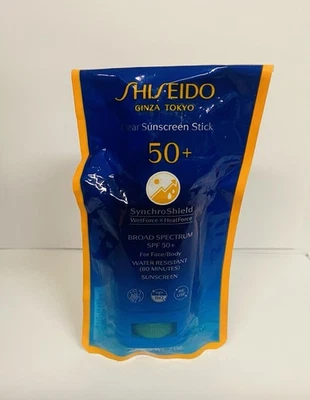 SHISEIDO
GINZA TOKYO
Sunscreen Stick
50+
SynchroShield
WetForce × HeatForce
BROAD SPECTRUM
SPF 50+
For Face/Body
WATER RESISTANT
(80 MINUTES)
SUNSCREEN